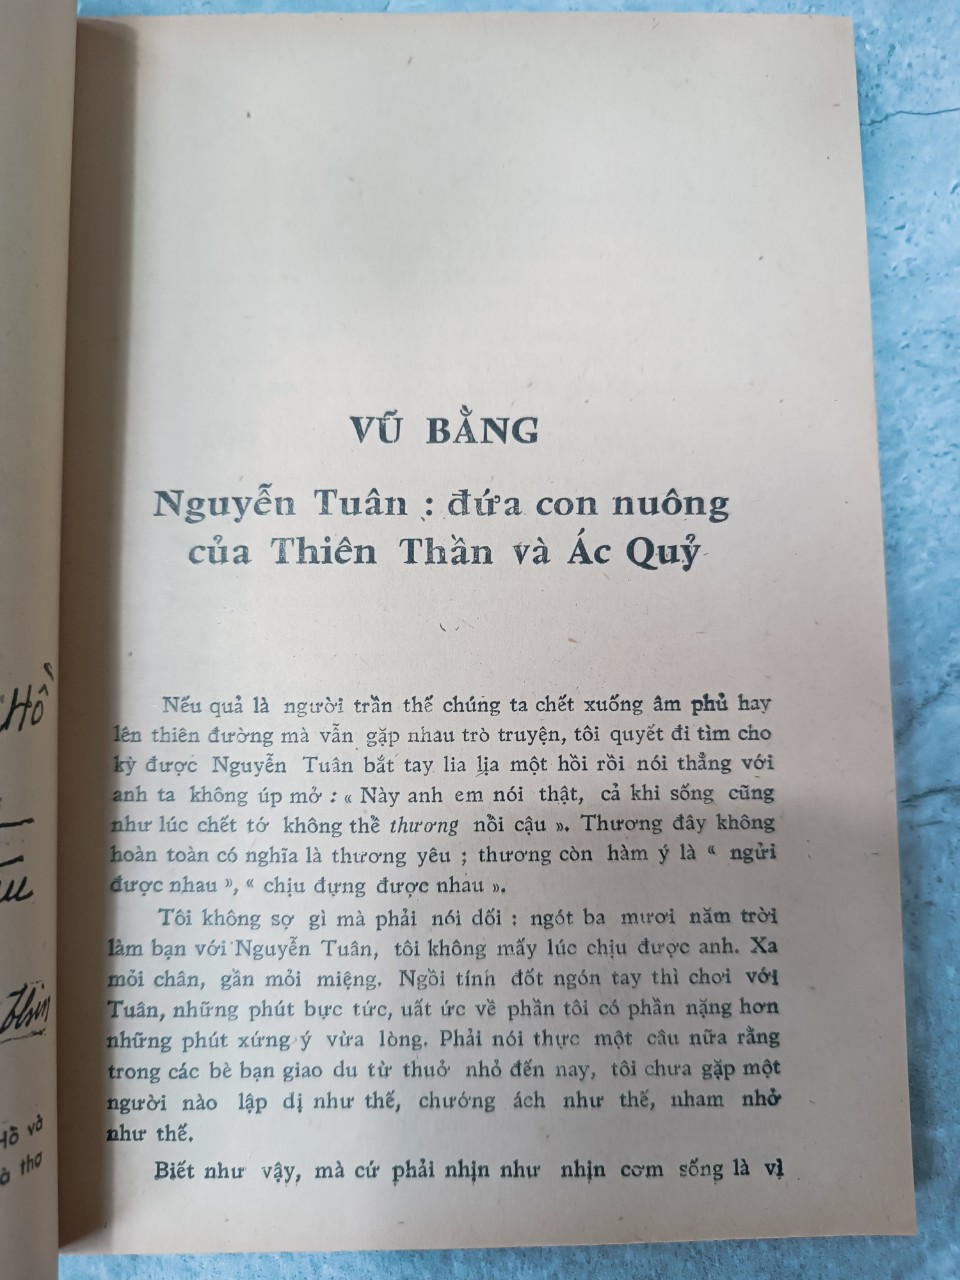 VŨ BẰNG
Nguyễn Tuân : đứa con nuông
của Thiên Thần và Ác Quỷ
Nếu quả là người trần thế chúng ta chết xuống âm phủ hay
lên thiên đường mà vẫn gặp nhau trò truyện, tôi quyết đi tìm cho
kỳ được Nguyễn Tuân bắt tay lia lịa một hồi rồi nói thẳng với
anh ta không úp mở : « Này anh em nói thật, cả khi sống cũng
như lúc chết tớ không thể thương nổi cậu ». Thương đây không
hoàn toàn có nghĩa là thương yêu ; thương còn hàm ý là “ ngửi
được nhau ”, “ chịu đựng được nhau ».
Tôi không sợ gì mà phải nói dối : ngót ba mươi năm trời
làm bạn với Nguyễn Tuân, tôi không mấy lúc chịu được anh. Xa
mỏi chân, gần mỏi miệng. Ngồi tính đốt ngón tay thì chơi với
Tuân, những phút bực tức, uất ức về phần tôi có phần nặng hơn
những phút xứng ý vừa lòng. Phải nói thực một câu nữa rằng
trong các bè bạn giao du từ thuở nhỏ đến nay, tôi chưa gặp một
người nào lập dị như thế, chướng ách như thế, nham nhở
như thế.
Biết như vậy, mà cứ phải nhịn như nhịn cơm sống là vì
Hồ
Hồ và
thơ